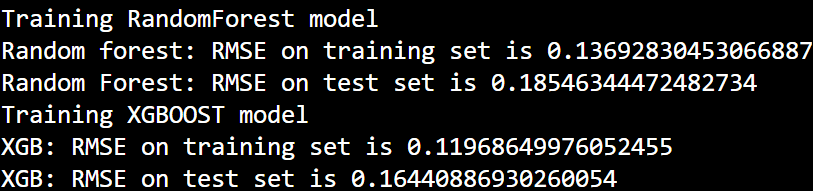 Training RandomForest model
Random forest: RMSE on training set is 0.13692830453066887
Random Forest: RMSE on test set is 0.18546344472482734
Training XGBOOST model
XGB: RMSE on training set is 0.11968649976052455
XGB: RMSE on test set is 0.16440886930260054